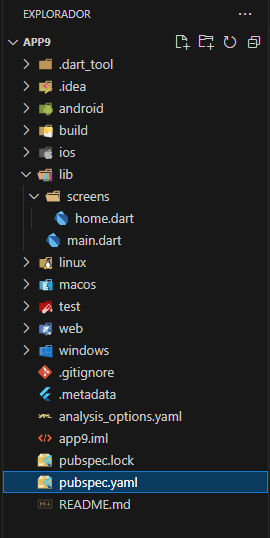 EXPLORADOR
APP9
.dart_tool
.idea
android
build
ios
lib
screens
home.dart
main.dart
linux
macos
test
web
windows
.gitignore
.metadata
analysis_options.yaml
app9.iml
pubspec.lock
pubspec.yaml
README.md